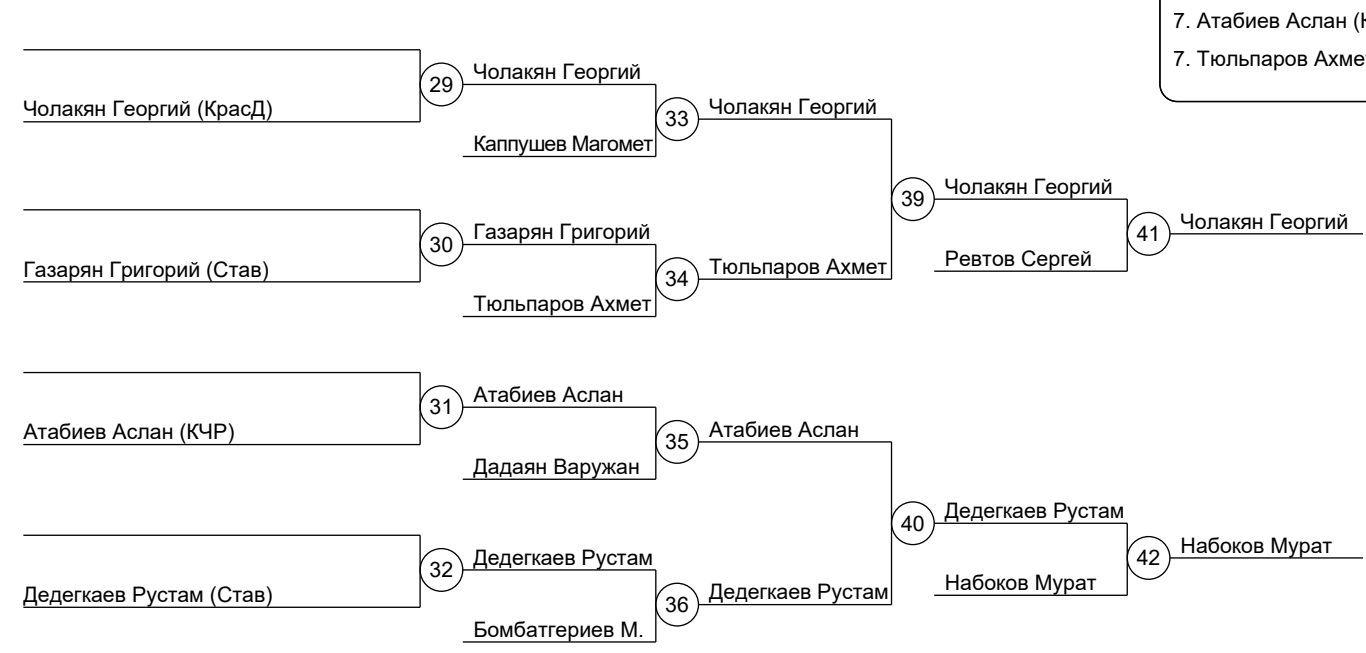 7. Атабиев Аслан (К
7. Тюльпаров Ахмет
Чолакян Георгий (КрасД)
29
Чолакян Георгий
Каппушев Магомет
33
Чолакян Георгий
Газарян Григорий (Став)
30
Газарян Григорий
Тюльпаров Ахмет
34
Тюльпаров Ахмет
39
Чолакян Георгий
Ревтов Сергей
41
Чолакян Георгий
Атабиев Аслан (КЧР)
31
Атабиев Аслан
Дадаян Варужан
35
Атабиев Аслан
Дедегкаев Рустам (Став)
32
Дедегкаев Рустам
Бомбатгериев М.
36
Дедегкаев Рустам
40
Дедегкаев Рустам
Набоков Мурат
42
Набоков Мурат